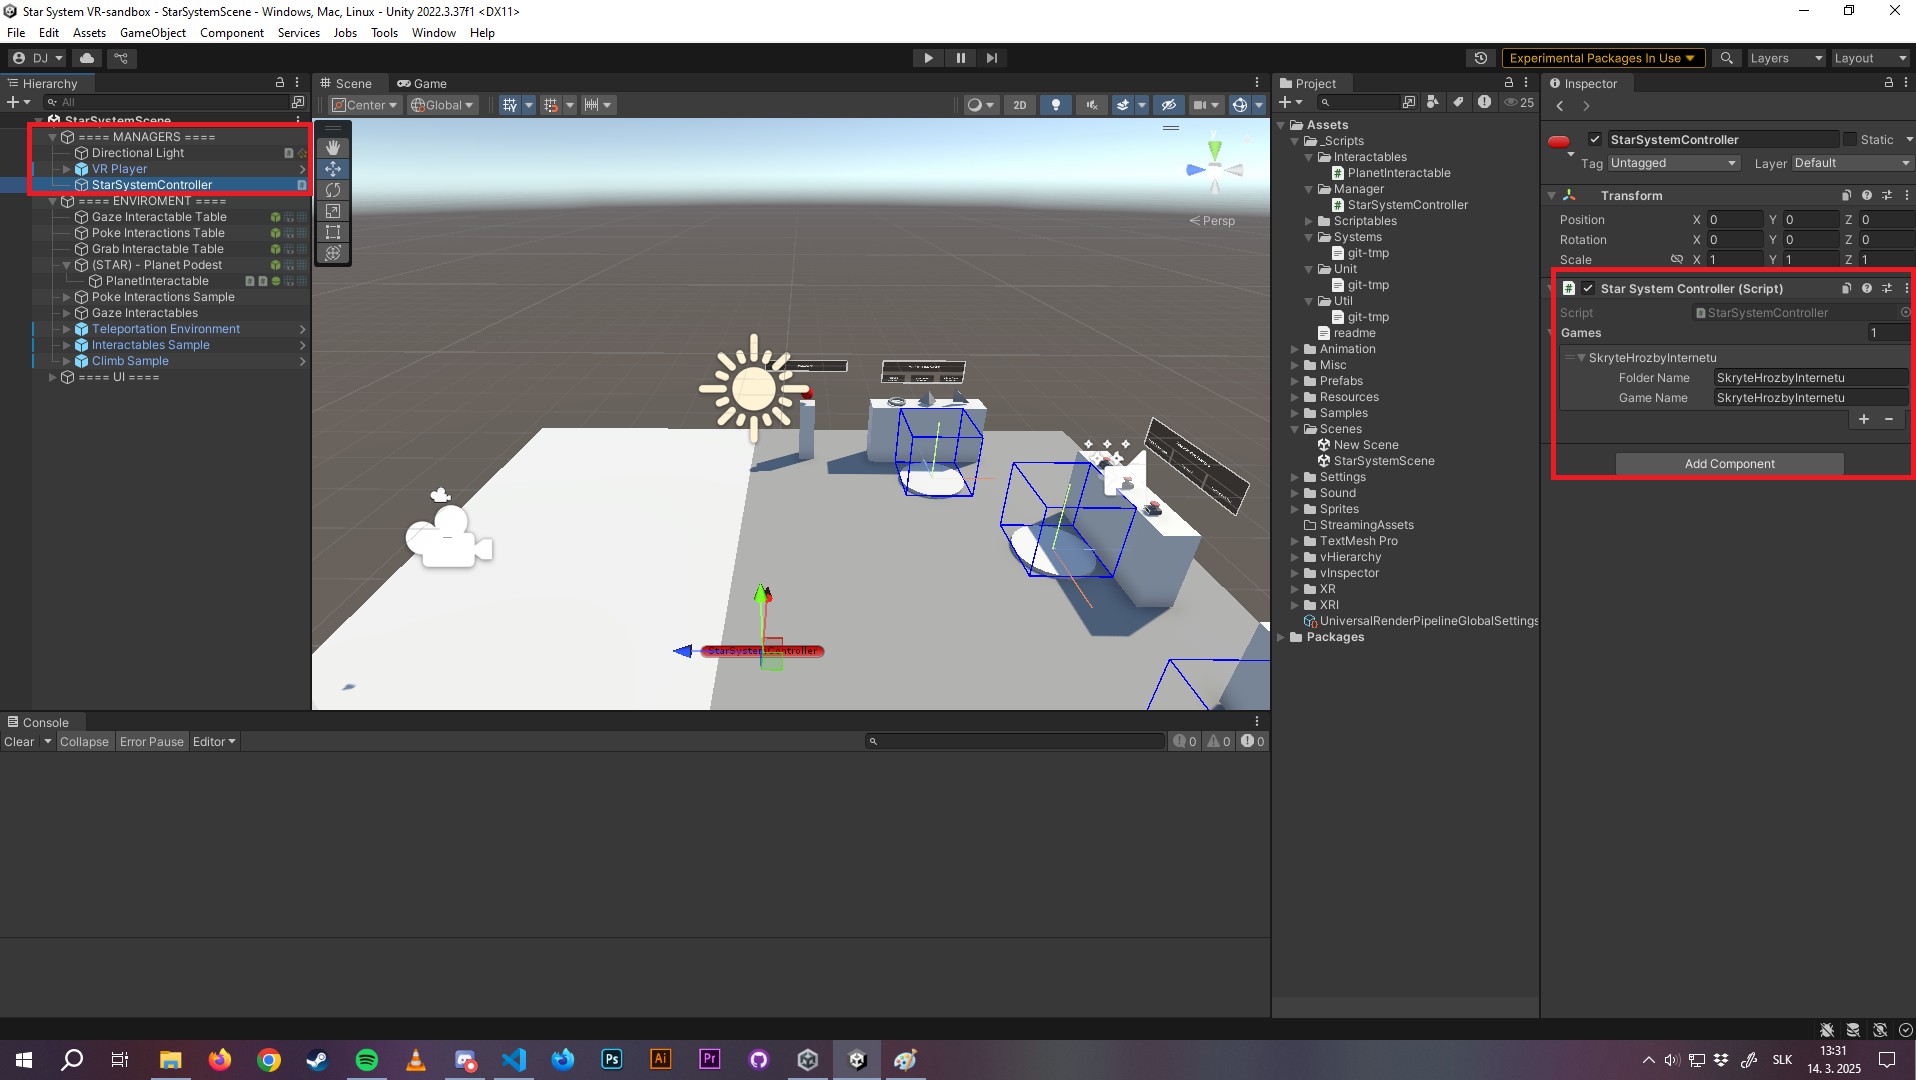 Star System VR-sandbox - StarSystemScene - Windows, Mac, Linux - Unity 2022.3.37f1 <DX11>
File Edit Assets GameObject Component Services Jobs Tools Window Help
DJ
Experimental Packages In Use
Layers
Layout
Hierarchy
All
StarSystemScene
==== MANAGERS ====
Directional Light
VR Player
StarSystemController
==== ENVIROMENT ====
Gaze Interactable Table
Poke Interactions Table
Grab Interactable Table
(STAR) - Planet Podest
PlanetInteractable
Poke Interactions Sample
Gaze Interactables
Teleportation Environment
Interactables Sample
Climb Sample
==== UI ====
Scene
Game
Center
Global
2D
y
Persp
StarSystemController
Project
25
Assets
_Scripts
Interactables
PlanetInteractable
Manager
StarSystemController
Scriptables
Systems
git-tmp
Unit
git-tmp
Util
git-tmp
readme
Animation
Misc
Prefabs
Resources
Samples
Scenes
New Scene
StarSystemScene
Settings
Sound
Sprites
StreamingAssets
TextMesh Pro
vHierarchy
vInspector
XR
XRI
UniversalRenderPipelineGlobalSettings
Packages
Inspector
StarSystemController
Static
Tag Untagged
Layer Default
Transform
Position X 0 Y 0 Z 0
Rotation X 0 Y 0 Z 0
Scale X 1 Y 1 Z 1
Star System Controller (Script)
Script StarSystemController
Games 1
SkryteHrozbyInternetu
Folder Name SkryteHrozbyInternetu
Game Name SkryteHrozbyInternetu
+ −
Add Component
Console
Clear Collapse Error Pause Editor
0 0 0
Ps Ai Pr
SLK
13:31
14. 3. 2025